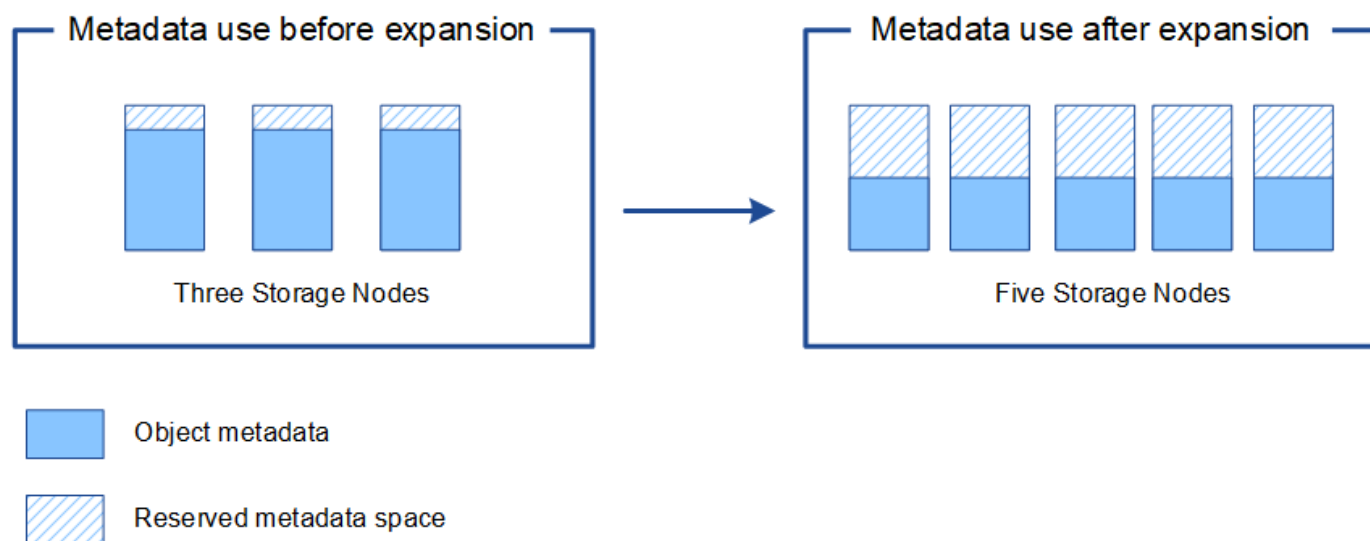 Metadata use before expansion
Metadata use after expansion
Three Storage Nodes
Five Storage Nodes
Object metadata
Reserved metadata space